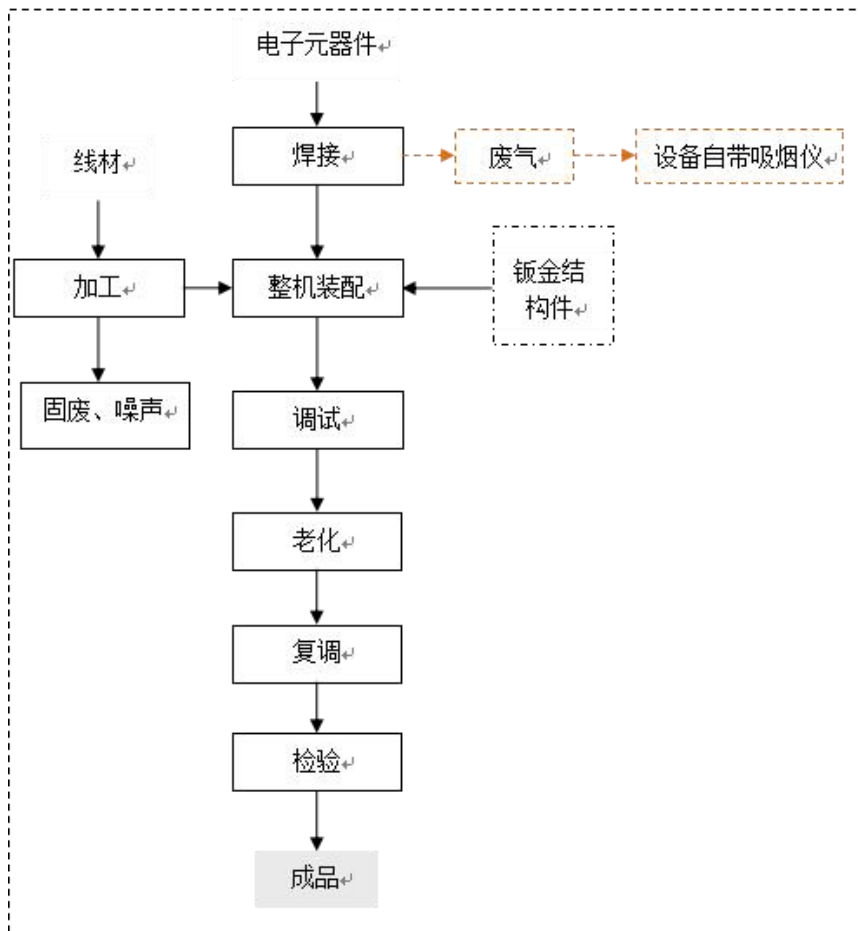 电子元器件
线材
焊接
废气
设备自带吸烟仪
加工
整机装配
钣金结
构件
固废、噪声
调试
老化
复调
检验
成品